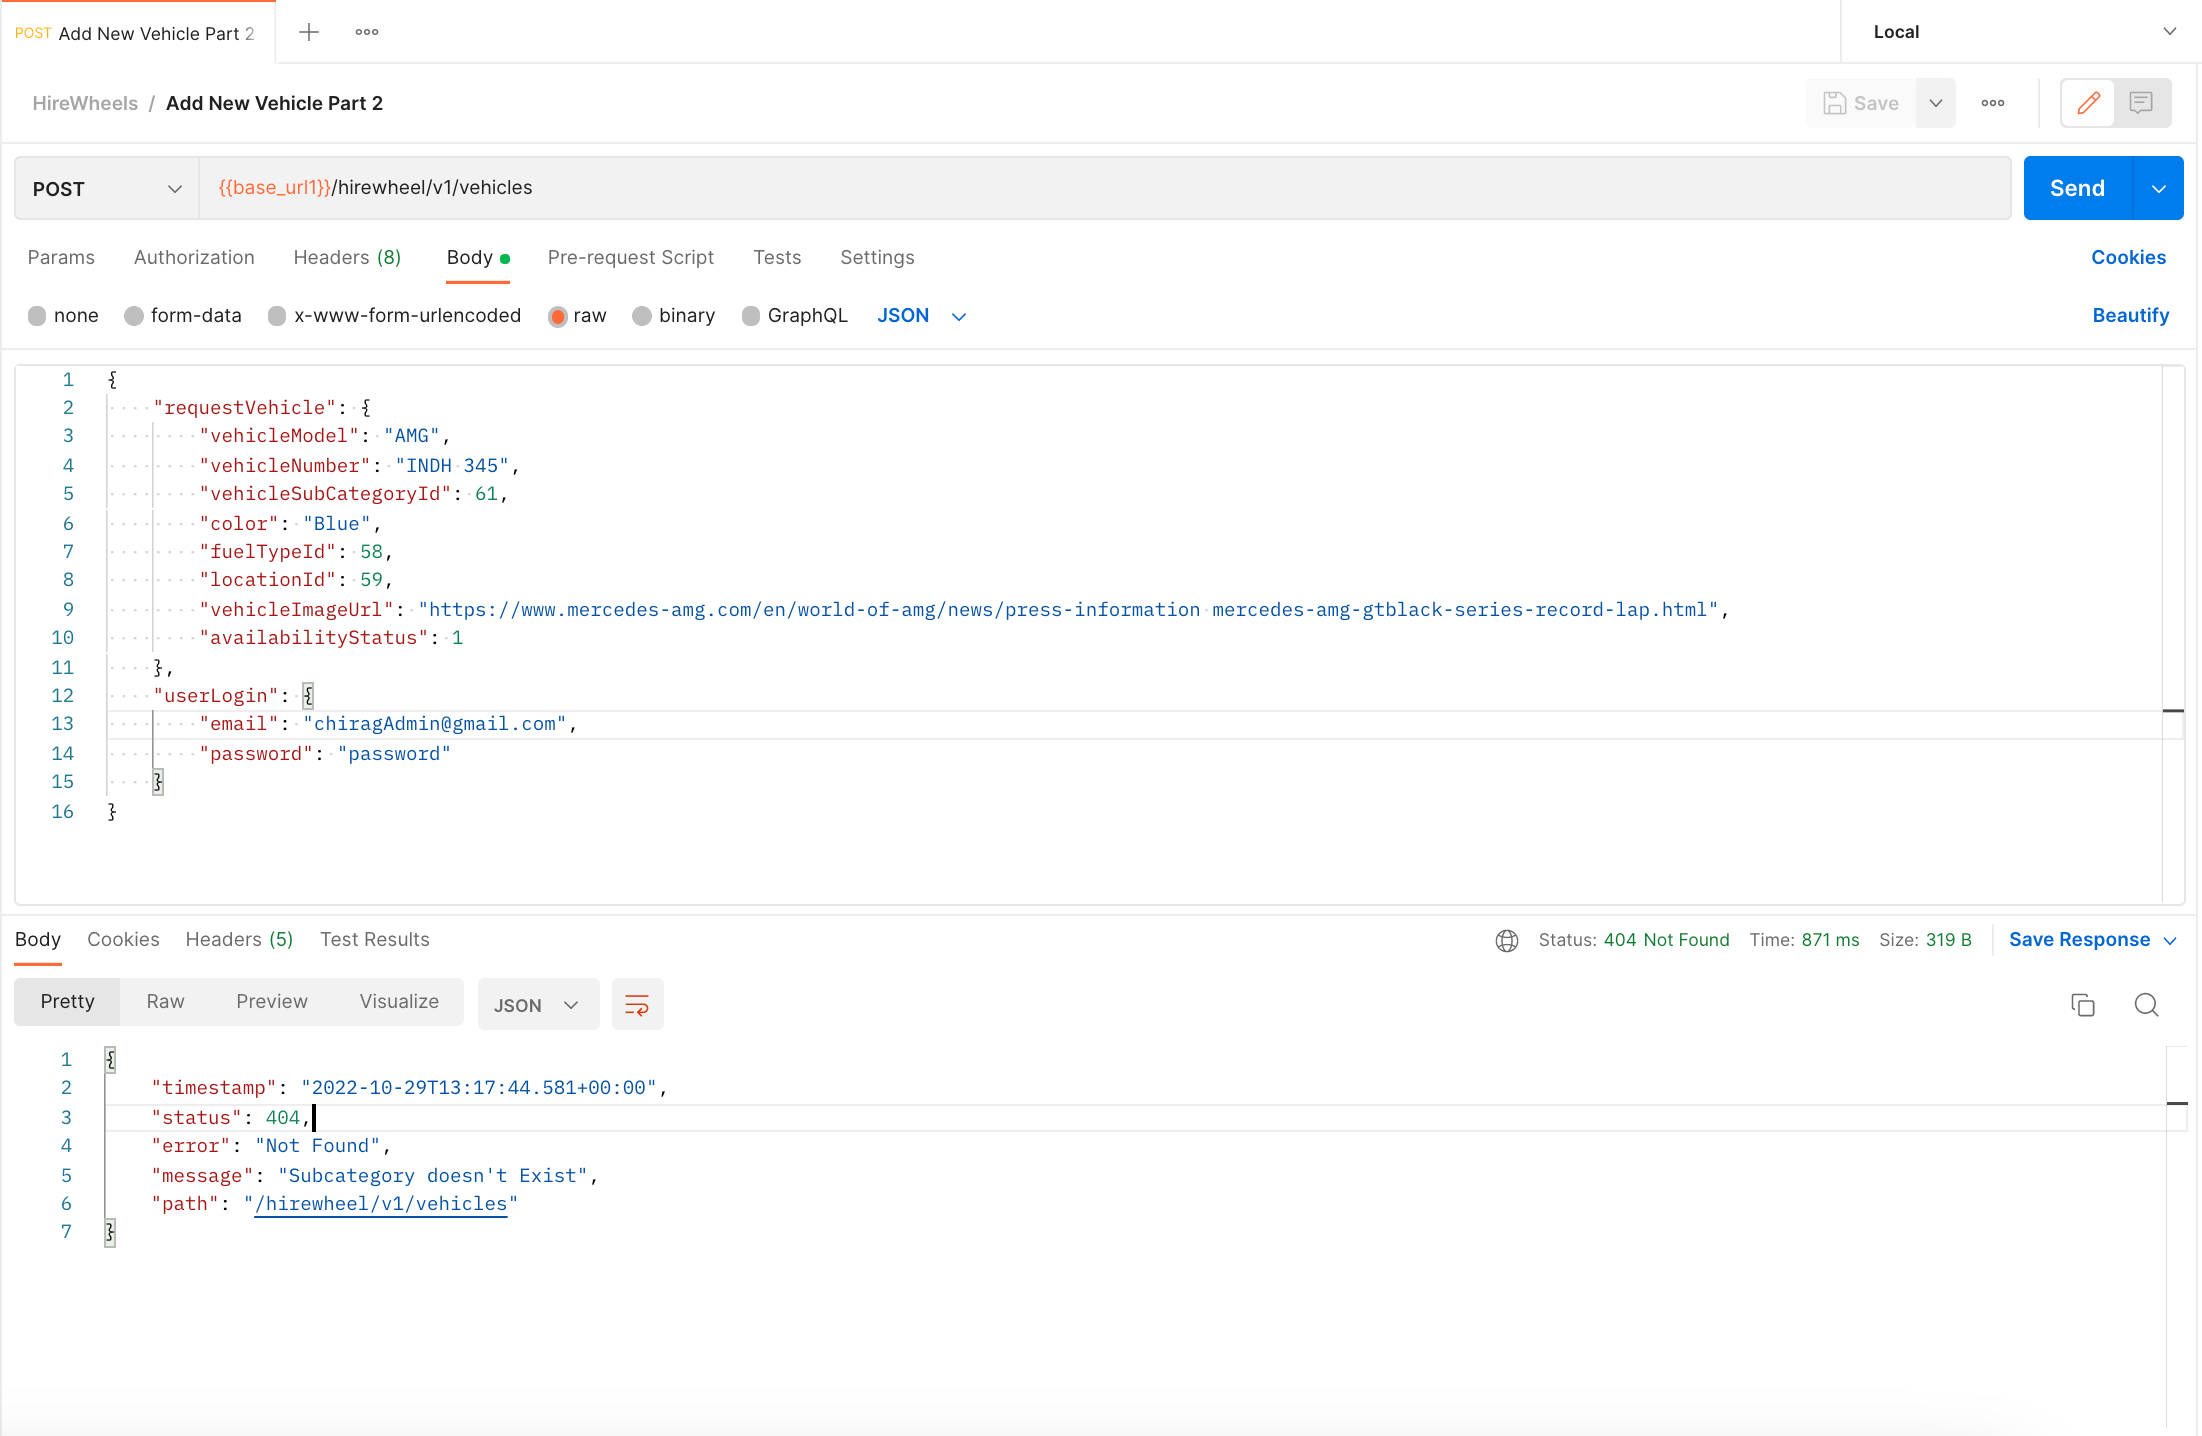 POST Add New Vehicle Part 2
Local
HireWheels / Add New Vehicle Part 2
Save
POST {{base_url1}}/hirewheel/v1/vehicles Send
Params Authorization Headers (8) Body Pre-request Script Tests Settings Cookies
none form-data x-www-form-urlencoded raw binary GraphQL JSON Beautify
1 {
2 "requestVehicle": {
3 "vehicleModel": "AMG",
4 "vehicleNumber": "INDH 345",
5 "vehicleSubCategoryId": 61,
6 "color": "Blue",
7 "fuelTypeId": 58,
8 "locationId": 59,
9 "vehicleImageUrl": "https://www.mercedes-amg.com/en/world-of-amg/news/press-information mercedes-amg-gtblack-series-record-lap.html",
10 "availabilityStatus": 1
11 },
12 "userLogin": {
13 "email": "chiragAdmin@gmail.com",
14 "password": "password"
15 }
16 }
Body Cookies Headers (5) Test Results Status: 404 Not Found Time: 871 ms Size: 319 B Save Response
Pretty Raw Preview Visualize JSON
1 {
2 "timestamp": "2022-10-29T13:17:44.581+00:00",
3 "status": 404,
4 "error": "Not Found",
5 "message": "Subcategory doesn't Exist",
6 "path": "/hirewheel/v1/vehicles"
7 }